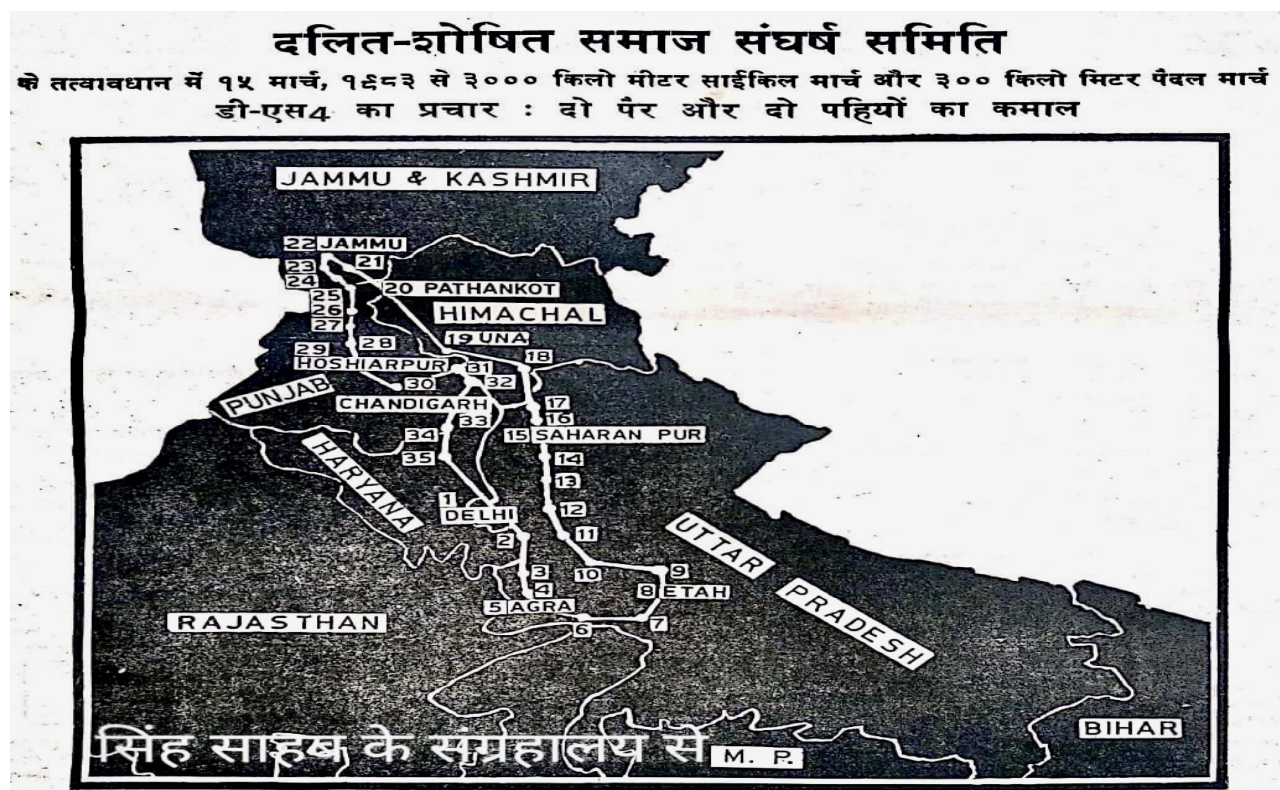 दलित-शोषित समाज संघर्ष समिति
के तत्वावधान में १५ मार्च, १९८३ से ३००० किलो मीटर साईकिल मार्च और ३०० किलो मिटर पैदल मार्च
डी-एस4 का प्रचार : दो पैर और दो पहियों का कमाल
JAMMU & KASHMIR
22 JAMMU
21
23
24
20 PATHANKOT
25
26
HIMACHAL
27
19 UNA
28
29
18
HOSHIARPUR
31
30
32
PUNJAB
CHANDIGARH
17
16
33
34
15 SAHARAN PUR
35
14
HARYANA
13
1
DELHI
12
2
11
UTTAR PRADESH
3
10
9
4
8 ETAH
5 AGRA
6
7
RAJASTHAN
BIHAR
सिंह साहब के संग्रहालय से
M. P.